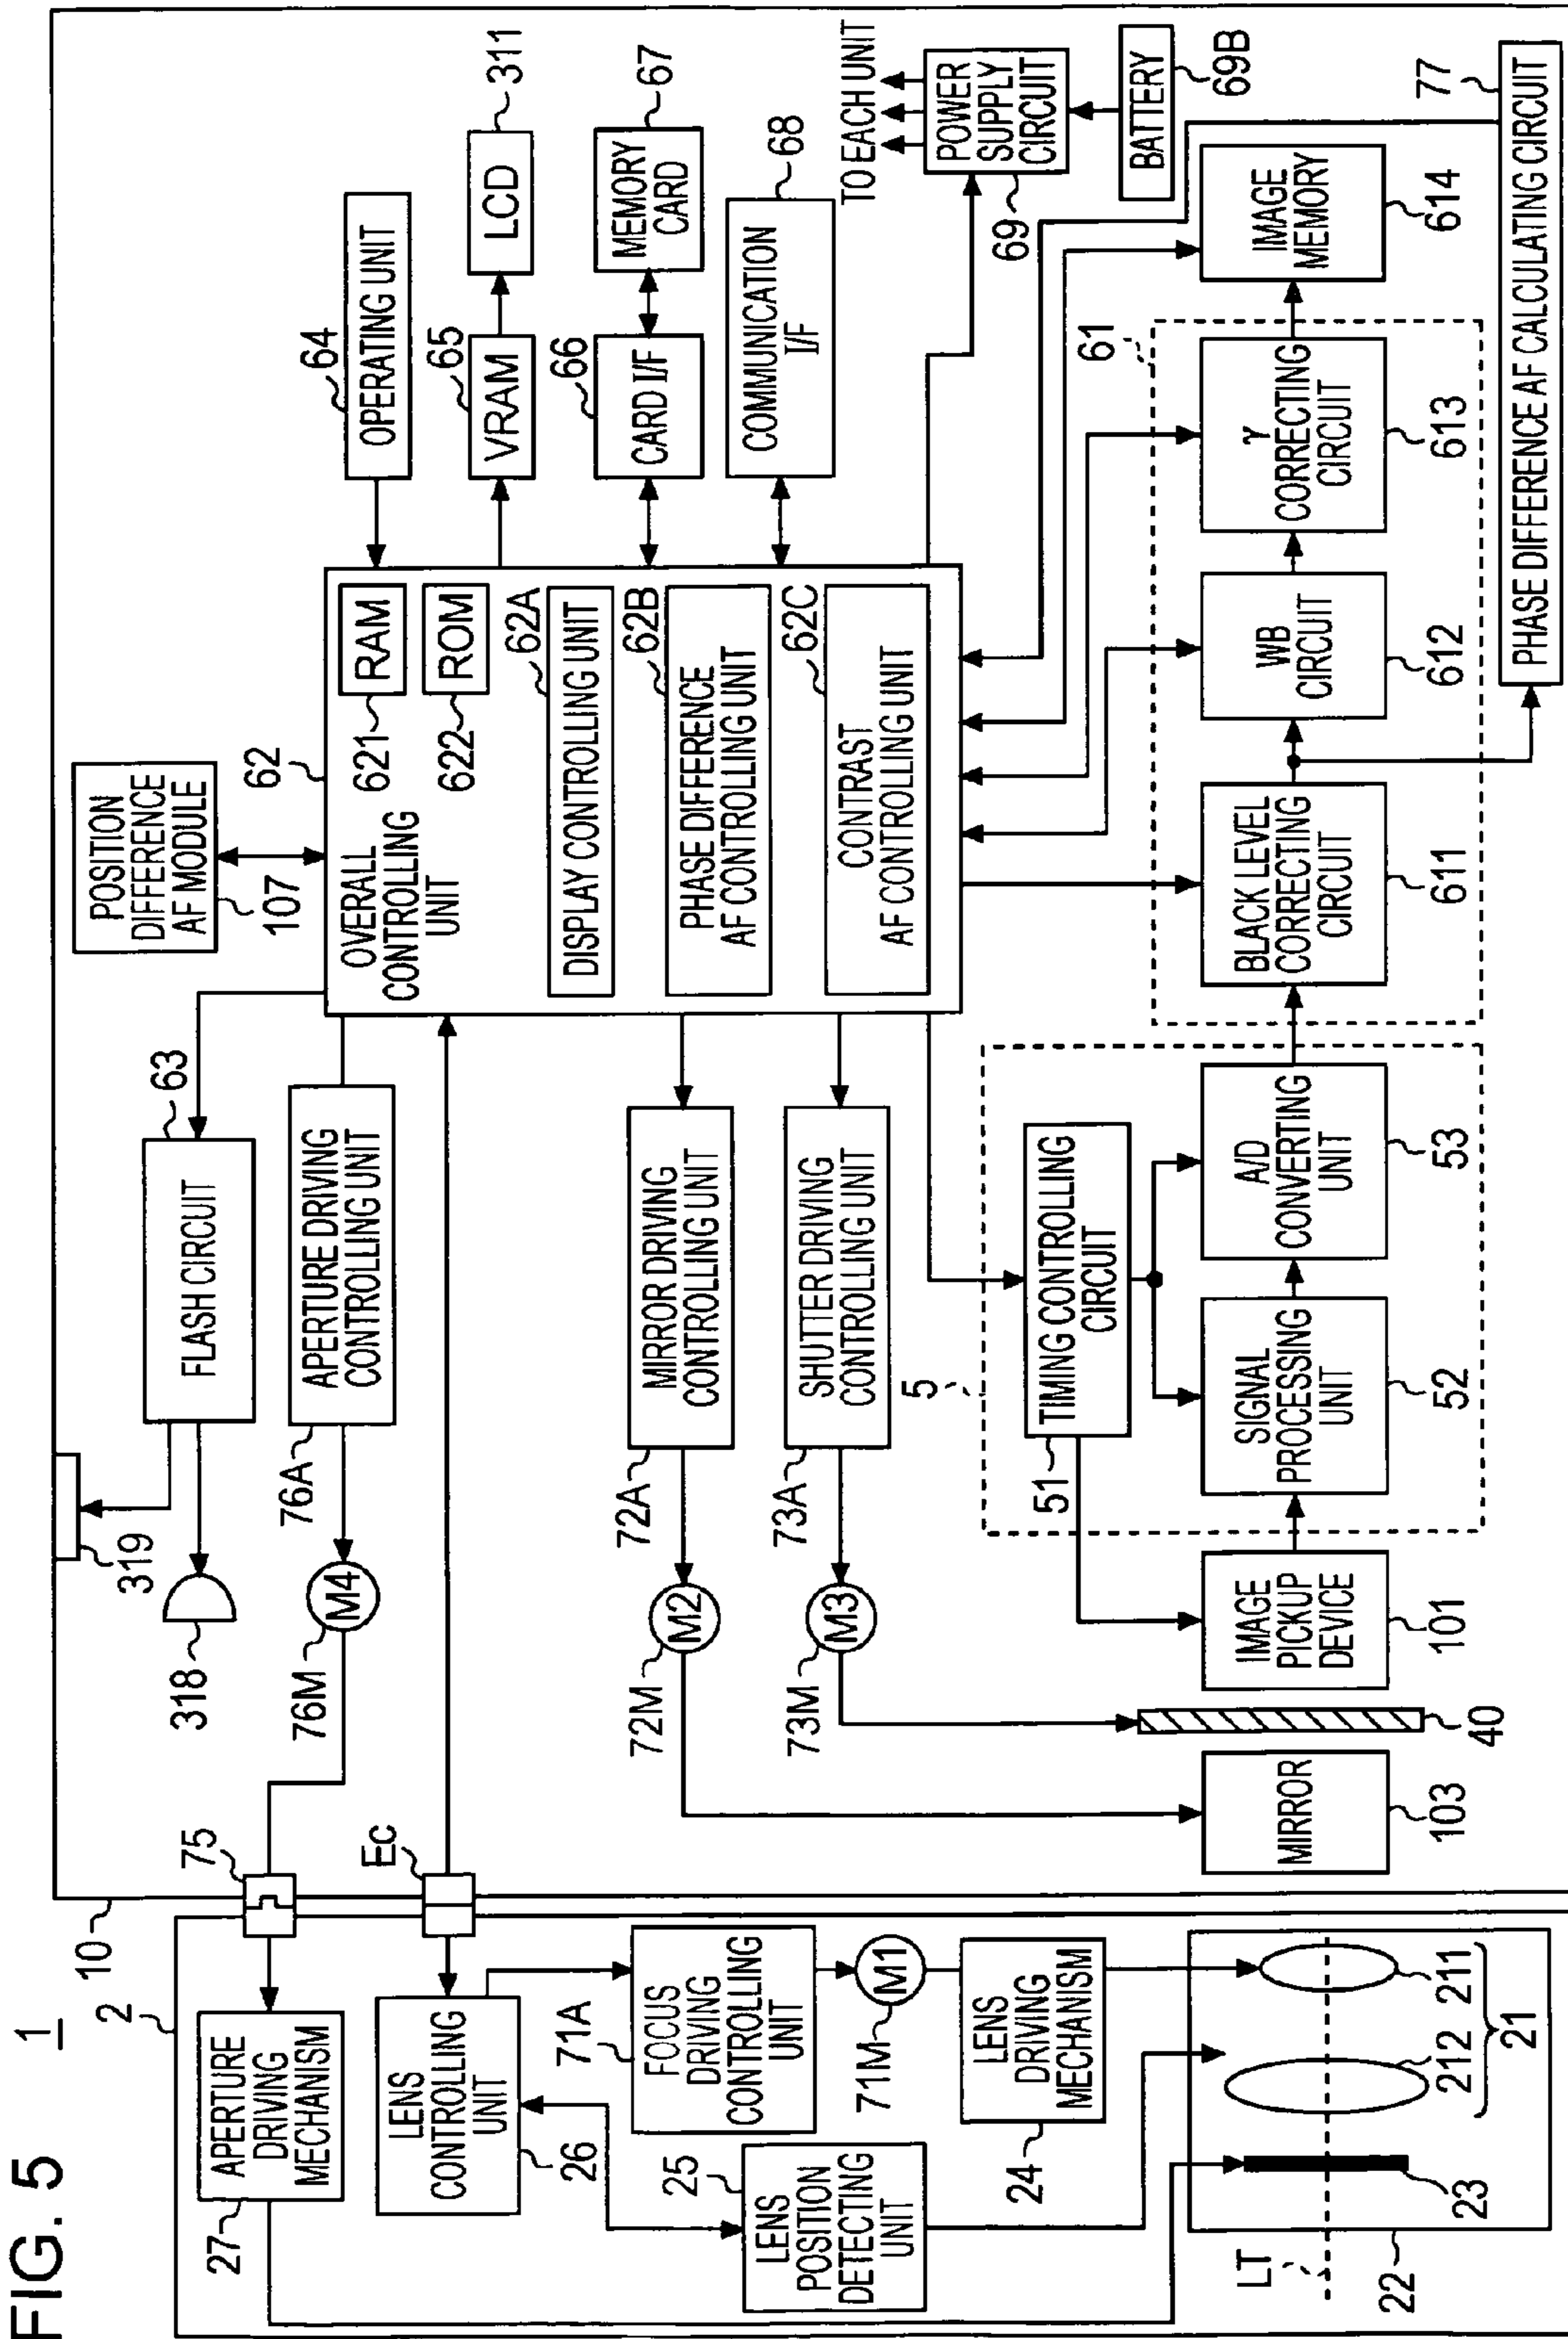 FIG. 5
1
2
10
75
Ec
APERTURE
DRIVING
MECHANISM
27
LENS
CONTROLLING
UNIT
26
71A
FOCUS
DRIVING
CONTROLLING
UNIT
25
LENS
POSITION
DETECTING
UNIT
71M
M1
24
LENS
DRIVING
MECHANISM
LT
22
23
212
211
21
319
318
63
FLASH CIRCUIT
76M
M4
76A
APERTURE DRIVING
CONTROLLING UNIT
72M
M2
72A
MIRROR DRIVING
CONTROLLING UNIT
73M
M3
73A
SHUTTER DRIVING
CONTROLLING UNIT
MIRROR
103
40
IMAGE
PICKUP
DEVICE
101
5
51
TIMING CONTROLLING
CIRCUIT
SIGNAL
PROCESSING
UNIT
52
A/D
CONVERTING
UNIT
53
POSITION
DIFFERENCE
AF MODULE
107
62
OVERALL
CONTROLLING
UNIT
621
RAM
622
ROM
62A
DISPLAY CONTROLLING UNIT
62B
PHASE DIFFERENCE
AF CONTROLLING UNIT
62C
CONTRAST
AF CONTROLLING UNIT
64
OPERATING UNIT
65
VRAM
LCD
311
66
CARD I/F
MEMORY
CARD
67
COMMUNICATION
I/F
68
TO EACH UNIT
POWER
SUPPLY
CIRCUIT
69
BATTERY
69B
61
BLACK LEVEL
CORRECTING
CIRCUIT
611
WB
CIRCUIT
612
γ
CORRECTING
CIRCUIT
613
IMAGE
MEMORY
614
PHASE DIFFERENCE AF CALCULATING CIRCUIT
77